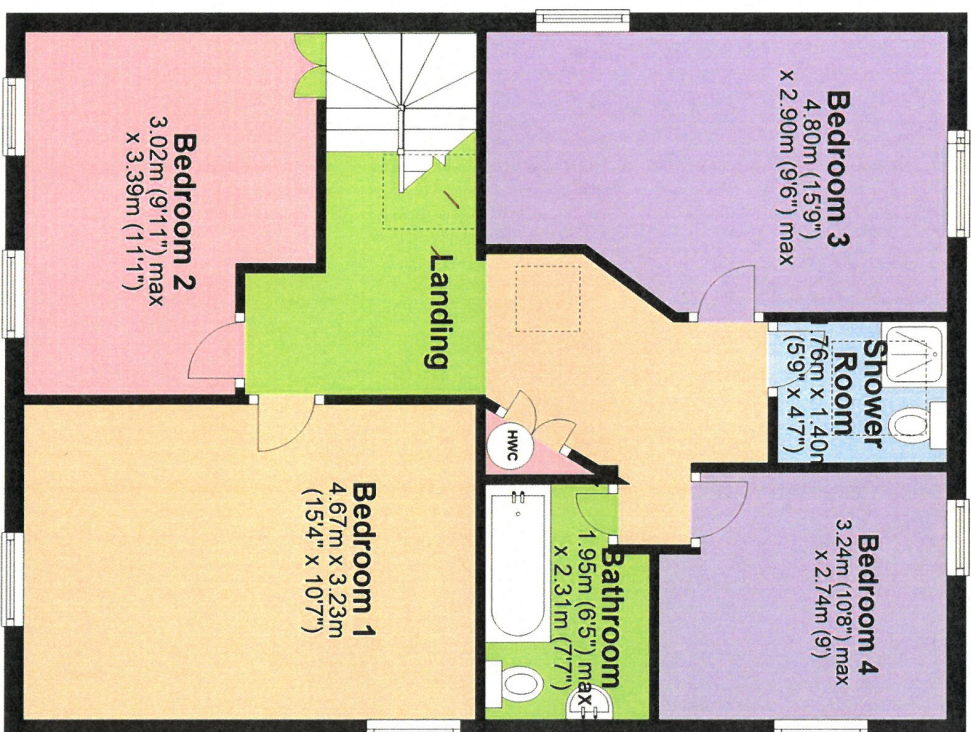 Bedroom 3
4.80m (15'9")
x 2.90m (9'6") max
Shower
Room
1.76m x 1.40m
(5'9" x 4'7")
Bedroom 4
3.24m (10'8") max
x 2.74m (9')
Bathroom
1.95m (6'5") max
x 2.31m (7'7")
HWC
Landing
Bedroom 1
4.67m x 3.23m
(15'4" x 10'7")
Bedroom 2
3.02m (9'11") max
x 3.39m (11'1")